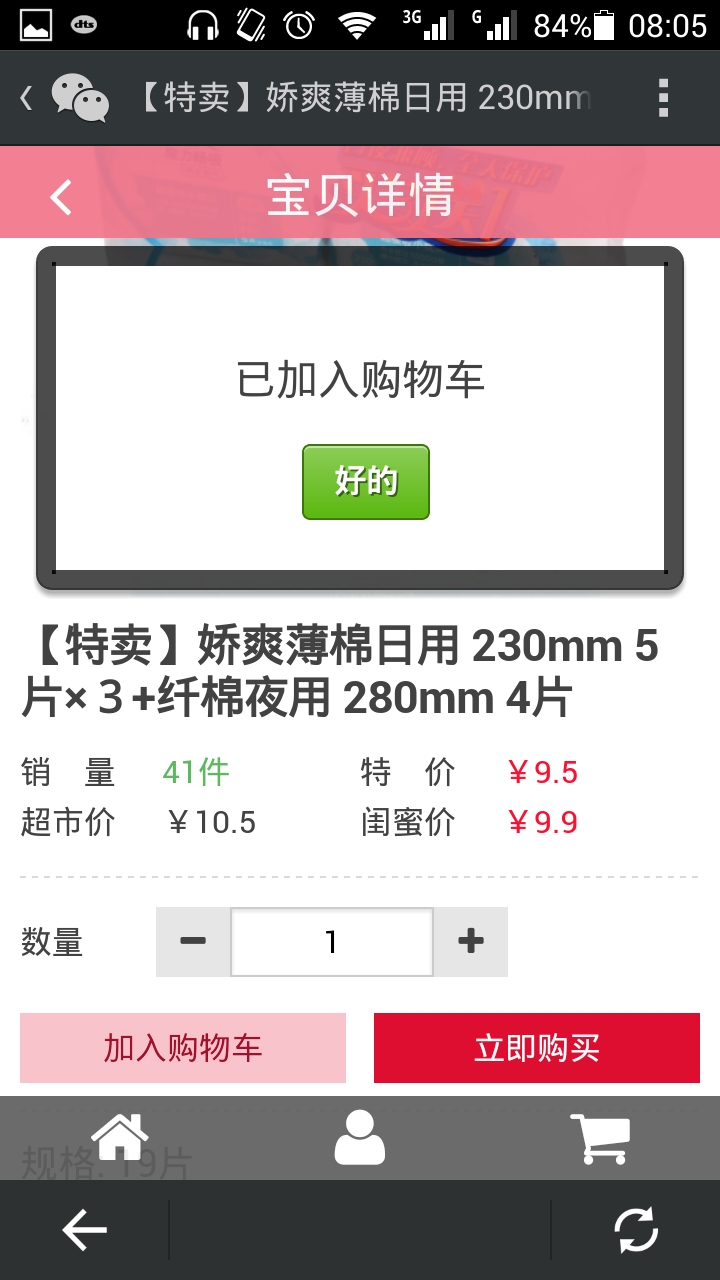 dts
3G
G
84%
08:05
【特卖】娇爽薄棉日用 230mm
宝贝详情
已加入购物车
好的
【特卖】娇爽薄棉日用 230mm 5
片×３+纤棉夜用 280mm 4片
销 量 41件 特 价 ￥9.5
超市价 ￥10.5 闺蜜价 ￥9.9
数量 1
加入购物车 立即购买
规格: 19片